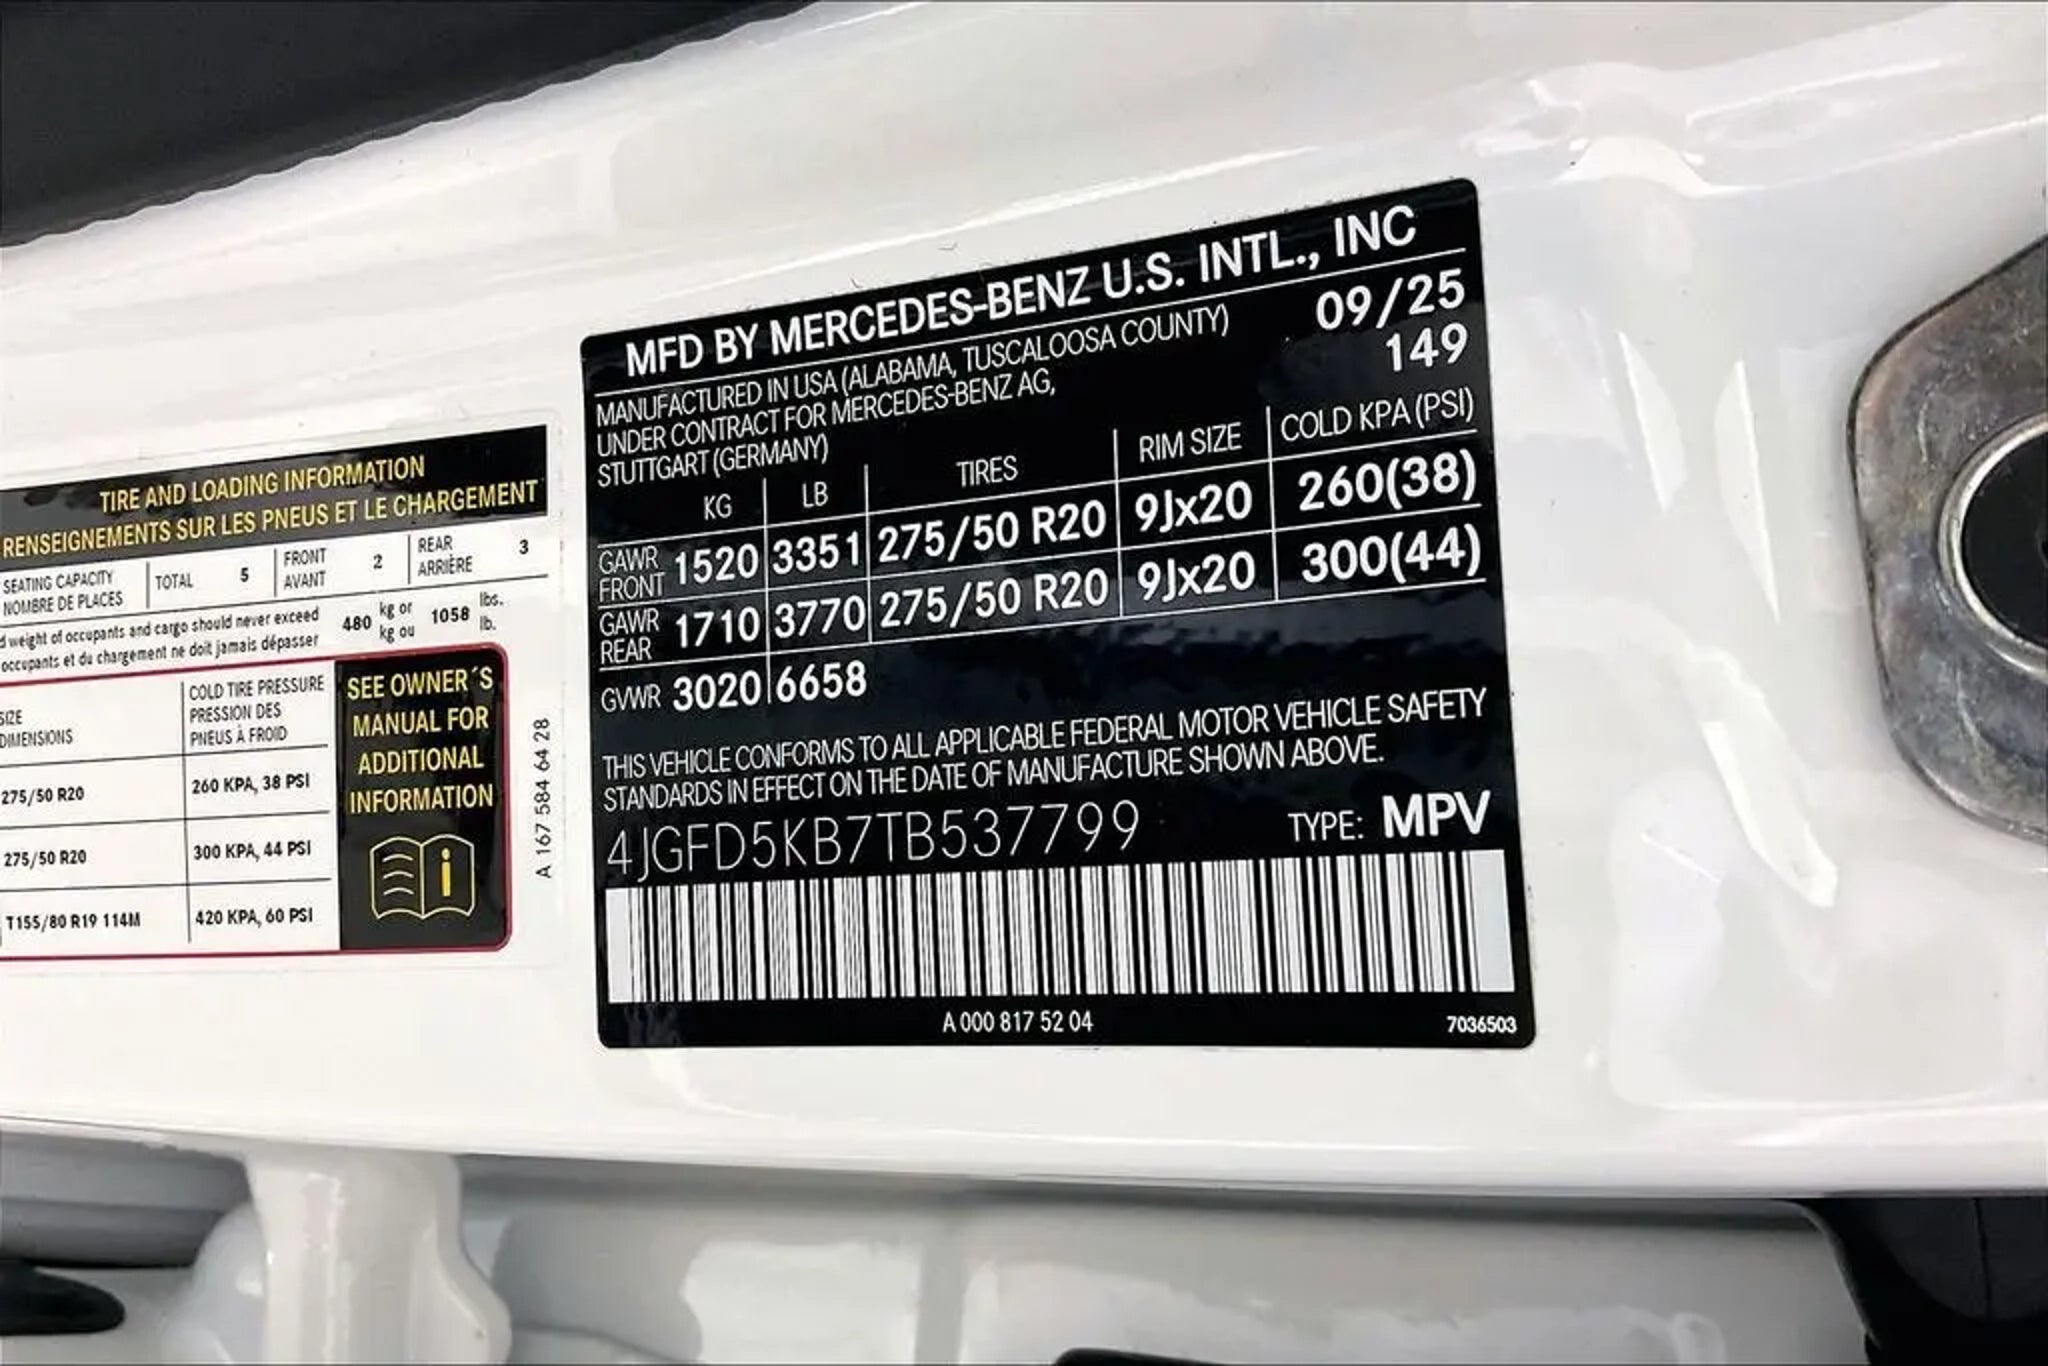 TIRE AND LOADING INFORMATION
RENSEIGNEMENTS SUR LES PNEUS ET LE CHARGEMENT
SEATING CAPACITY
NOMBRE DE PLACES
TOTAL 5
FRONT
AVANT
2
REAR
ARRIÈRE
3
d weight of occupants and cargo should never exceed
occupants et du chargement ne doit jamais dépasser
480 kg or
kg ou
1058 lbs.
lb.
SIZE
DIMENSIONS
COLD TIRE PRESSURE
PRESSION DES
PNEUS À FROID
275/50 R20 260 KPA, 38 PSI
275/50 R20 300 KPA, 44 PSI
T155/80 R19 114M 420 KPA, 60 PSI
SEE OWNER´S
MANUAL FOR
ADDITIONAL
INFORMATION
i
A 167 584 64 28
MFD BY MERCEDES-BENZ U.S. INTL., INC
MANUFACTURED IN USA (ALABAMA, TUSCALOOSA COUNTY)
UNDER CONTRACT FOR MERCEDES-BENZ AG,
STUTTGART (GERMANY)
09/25
149
KG LB TIRES RIM SIZE COLD KPA (PSI)
GAWR
FRONT
1520 3351 275/50 R20 9Jx20 260(38)
GAWR
REAR
1710 3770 275/50 R20 9Jx20 300(44)
GVWR 3020 6658
THIS VEHICLE CONFORMS TO ALL APPLICABLE FEDERAL MOTOR VEHICLE SAFETY
STANDARDS IN EFFECT ON THE DATE OF MANUFACTURE SHOWN ABOVE.
4JGFD5KB7TB537799 TYPE: MPV
A 000 817 52 04 7036503